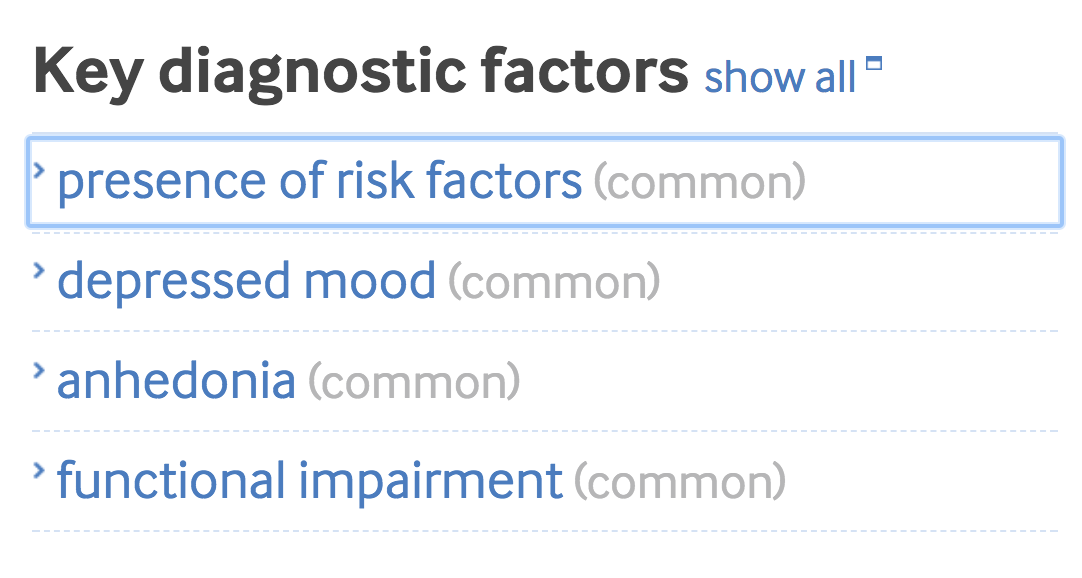 Key diagnostic factors show all
presence of risk factors (common)
depressed mood (common)
anhedonia (common)
functional impairment (common)